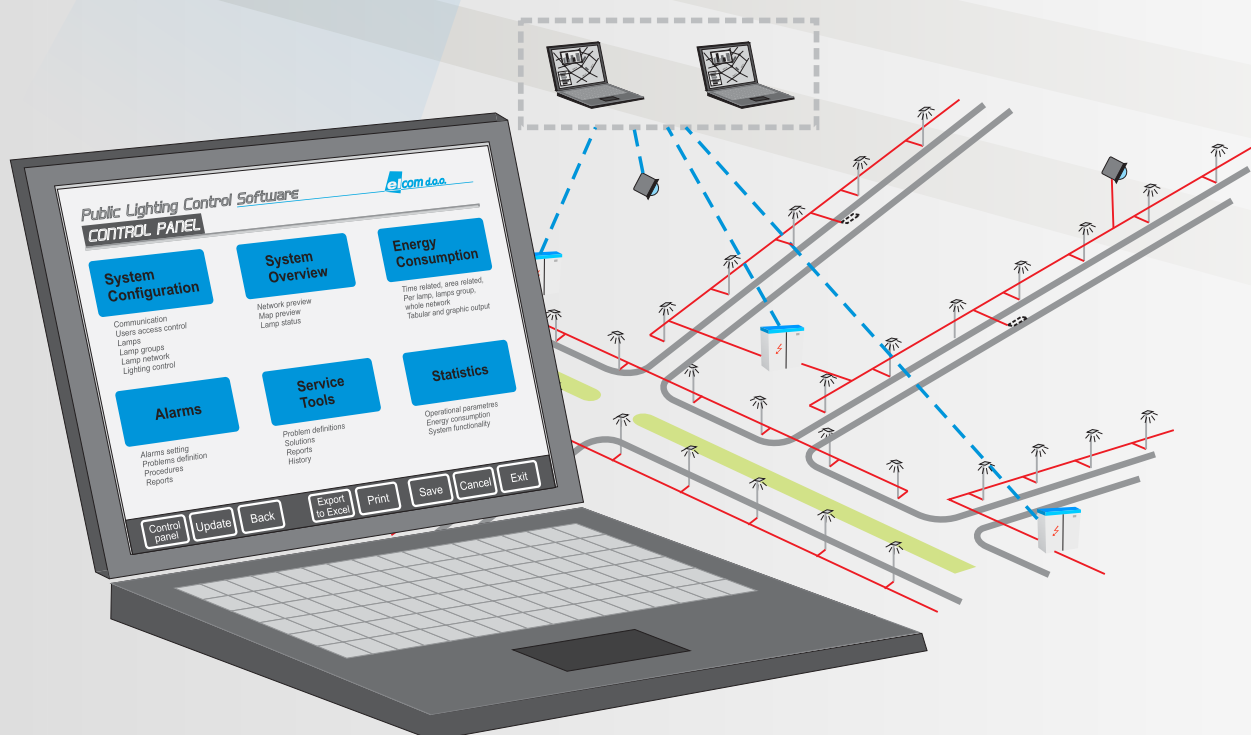 Public Lighting Control Software
elcom d.o.o.
CONTROL PANEL
System
Configuration
Communication
Users access control
Lamps
Lamp groups
Lamp network
Lighting control
System
Overview
Network preview
Map preview
Lamp status
Energy
Consumption
Time related, area related,
Per lamp, lamps group,
whole network
Tabular and graphic output
Alarms
Alarms setting
Problems definition
Procedures
Reports
Service
Tools
Problem definitions
Solutions
Reports
History
Statistics
Operational parametres
Energy consumption
System functionality
Control
panel
Update
Back
Export
to Excel
Print
Save
Cancel
Exit